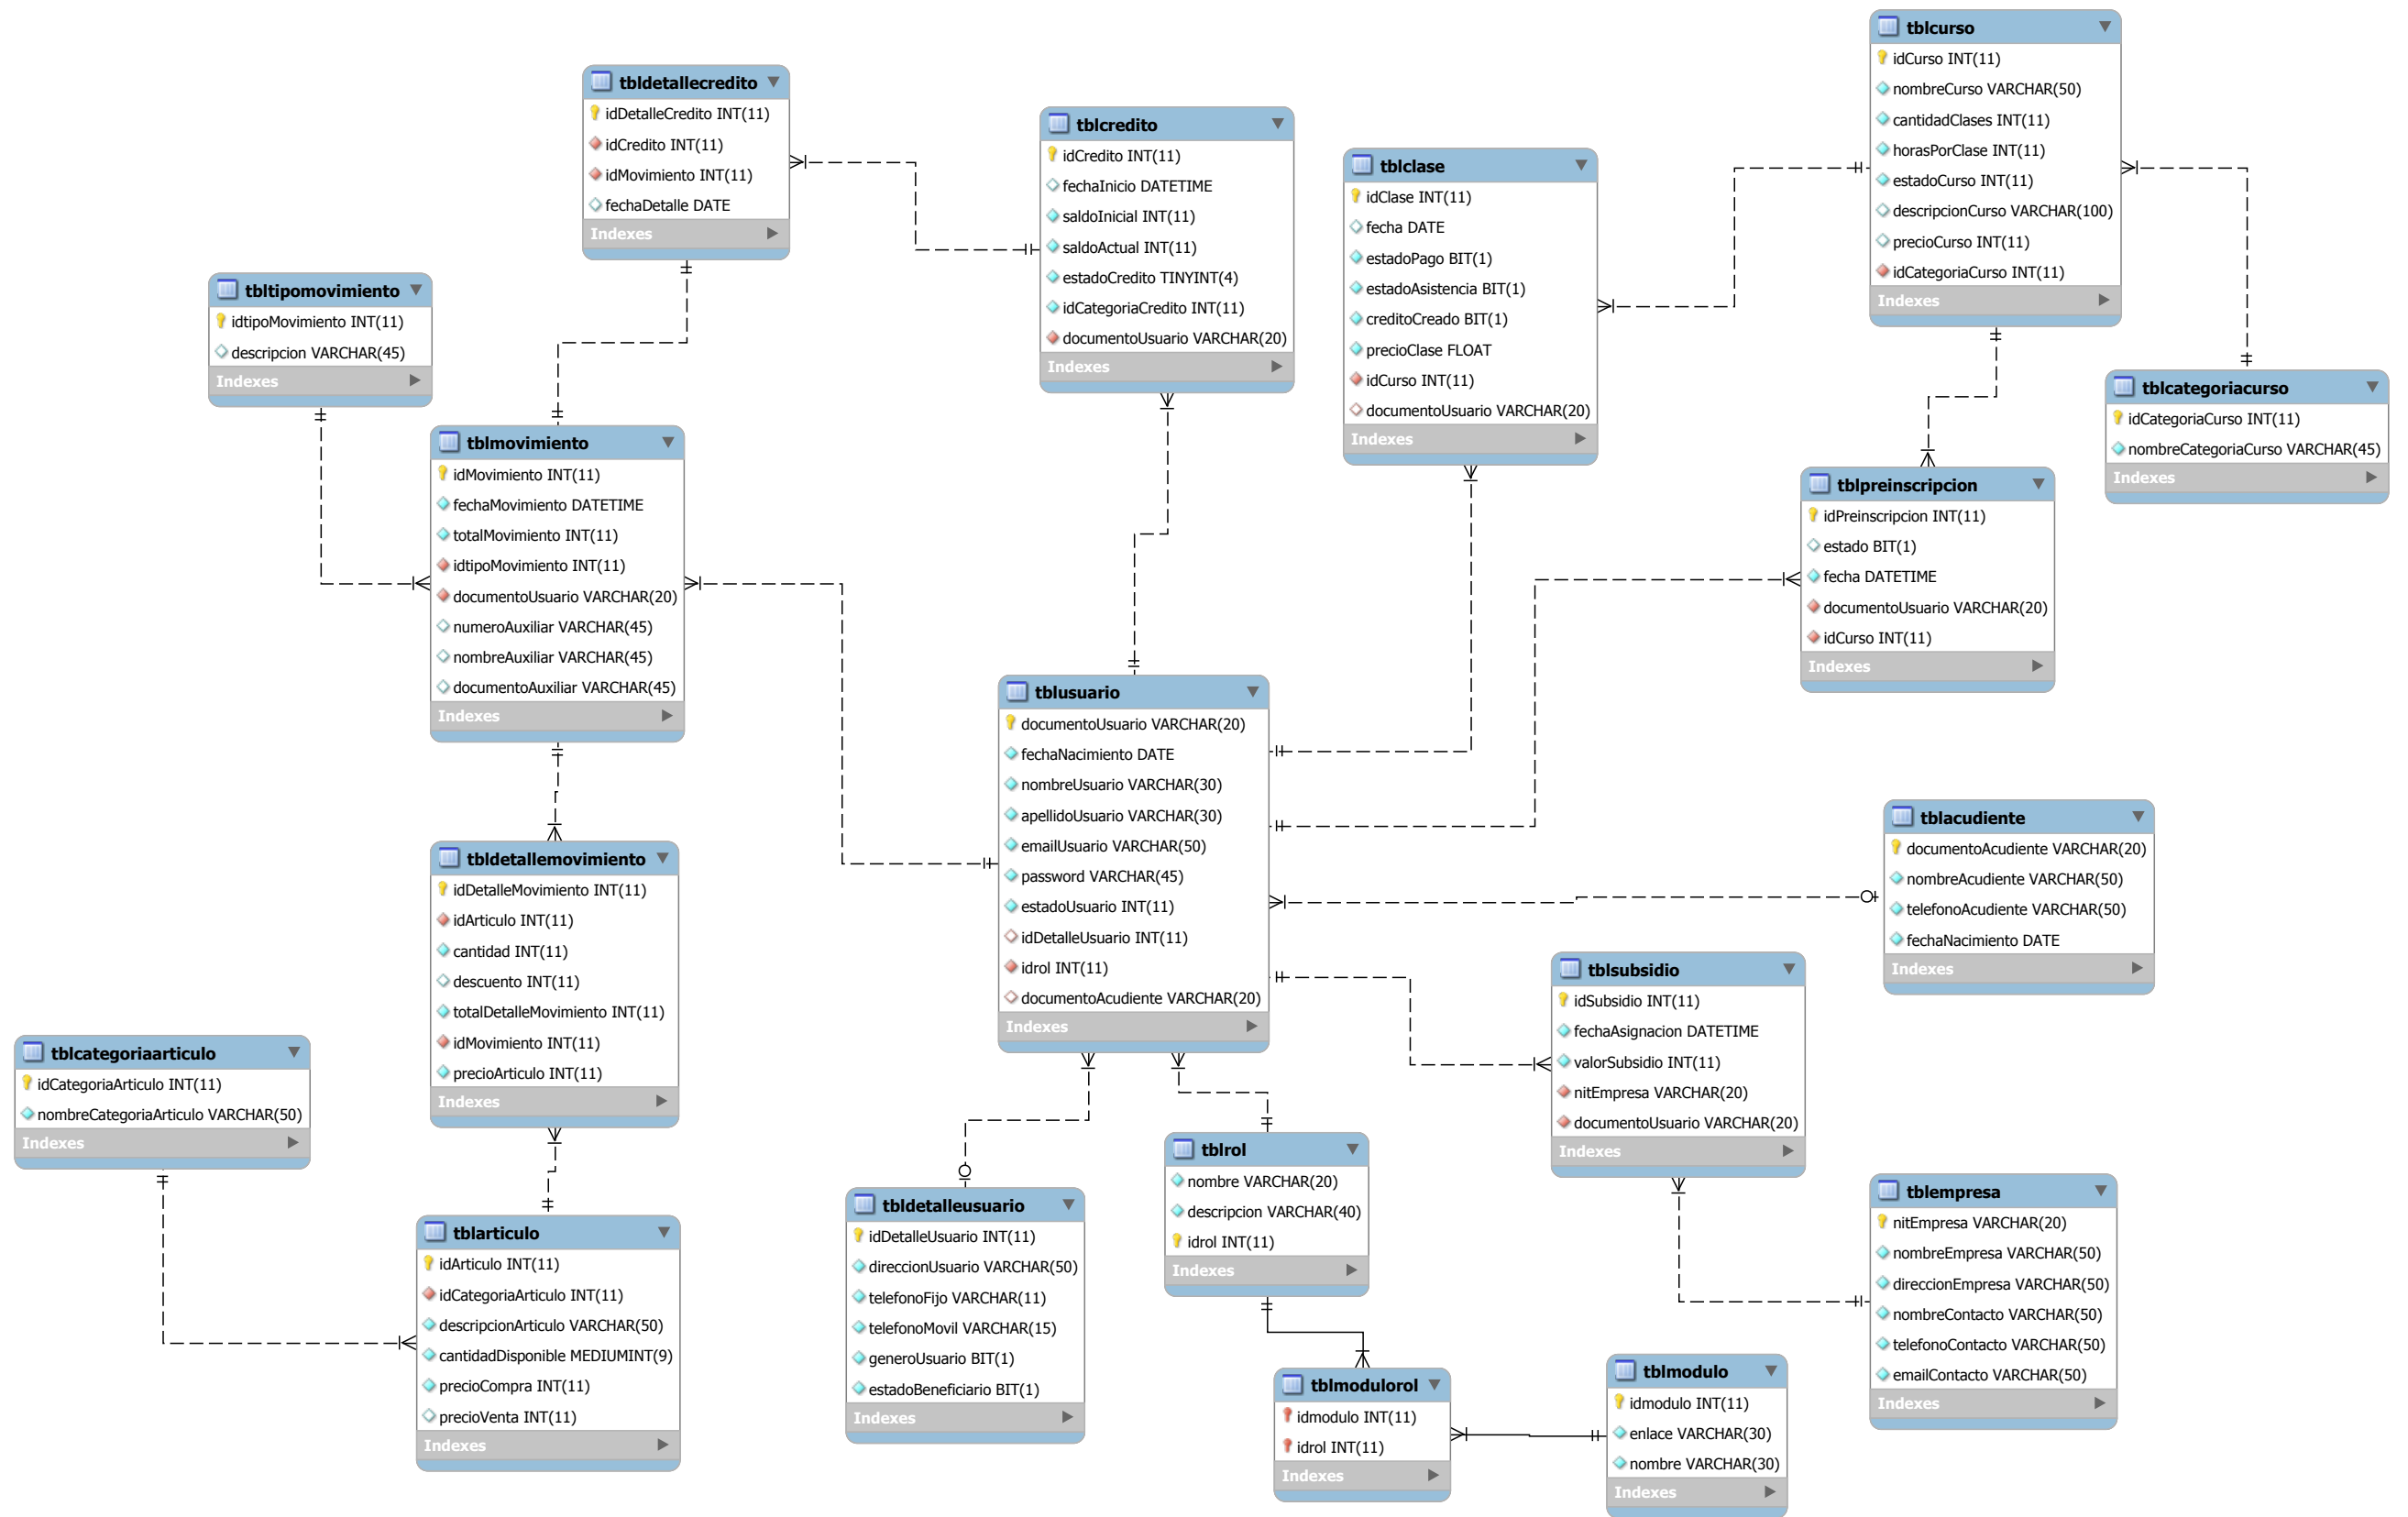 tbldetallecredito
idDetalleCredito INT(11)
idCredito INT(11)
idMovimiento INT(11)
fechaDetalle DATE
Indexes
tblcredito
idCredito INT(11)
fechaInicio DATETIME
saldoInicial INT(11)
saldoActual INT(11)
estadoCredito TINYINT(4)
idCategoriaCredito INT(11)
documentoUsuario VARCHAR(20)
Indexes
tblclase
idClase INT(11)
fecha DATE
estadoPago BIT(1)
estadoAsistencia BIT(1)
creditoCreado BIT(1)
precioClase FLOAT
idCurso INT(11)
documentoUsuario VARCHAR(20)
Indexes
tblcurso
idCurso INT(11)
nombreCurso VARCHAR(50)
cantidadClases INT(11)
horasPorClase INT(11)
estadoCurso INT(11)
descripcionCurso VARCHAR(100)
precioCurso INT(11)
idCategoriaCurso INT(11)
Indexes
tbltipomovimiento
idtipoMovimiento INT(11)
descripcion VARCHAR(45)
Indexes
tblcategoriacurso
idCategoriaCurso INT(11)
nombreCategoriaCurso VARCHAR(45)
Indexes
tblmovimiento
idMovimiento INT(11)
fechaMovimiento DATETIME
totalMovimiento INT(11)
idtipoMovimiento INT(11)
documentoUsuario VARCHAR(20)
numeroAuxiliar VARCHAR(45)
nombreAuxiliar VARCHAR(45)
documentoAuxiliar VARCHAR(45)
Indexes
tblpreinscripcion
idPreinscripcion INT(11)
estado BIT(1)
fecha DATETIME
documentoUsuario VARCHAR(20)
idCurso INT(11)
Indexes
tblusuario
documentoUsuario VARCHAR(20)
fechaNacimiento DATE
nombreUsuario VARCHAR(30)
apellidoUsuario VARCHAR(30)
emailUsuario VARCHAR(50)
password VARCHAR(45)
estadoUsuario INT(11)
idDetalleUsuario INT(11)
idrol INT(11)
documentoAcudiente VARCHAR(20)
Indexes
tblacudiente
documentoAcudiente VARCHAR(20)
nombreAcudiente VARCHAR(50)
telefonoAcudiente VARCHAR(50)
fechaNacimiento DATE
Indexes
tbldetallemovimiento
idDetalleMovimiento INT(11)
idArticulo INT(11)
cantidad INT(11)
descuento INT(11)
totalDetalleMovimiento INT(11)
idMovimiento INT(11)
precioArticulo INT(11)
Indexes
tblsubsidio
idSubsidio INT(11)
fechaAsignacion DATETIME
valorSubsidio INT(11)
nitEmpresa VARCHAR(20)
documentoUsuario VARCHAR(20)
Indexes
tblcategoriaarticulo
idCategoriaArticulo INT(11)
nombreCategoriaArticulo VARCHAR(50)
Indexes
tblrol
nombre VARCHAR(20)
descripcion VARCHAR(40)
idrol INT(11)
Indexes
tblempresa
nitEmpresa VARCHAR(20)
nombreEmpresa VARCHAR(50)
direccionEmpresa VARCHAR(50)
nombreContacto VARCHAR(50)
telefonoContacto VARCHAR(50)
emailContacto VARCHAR(50)
Indexes
tbldetalleusuario
idDetalleUsuario INT(11)
direccionUsuario VARCHAR(50)
telefonoFijo VARCHAR(11)
telefonoMovil VARCHAR(15)
generoUsuario BIT(1)
estadoBeneficiario BIT(1)
Indexes
tblarticulo
idArticulo INT(11)
idCategoriaArticulo INT(11)
descripcionArticulo VARCHAR(50)
cantidadDisponible MEDIUMINT(9)
precioCompra INT(11)
precioVenta INT(11)
Indexes
tblmodulorol
idmodulo INT(11)
idrol INT(11)
Indexes
tblmodulo
idmodulo INT(11)
enlace VARCHAR(30)
nombre VARCHAR(30)
Indexes